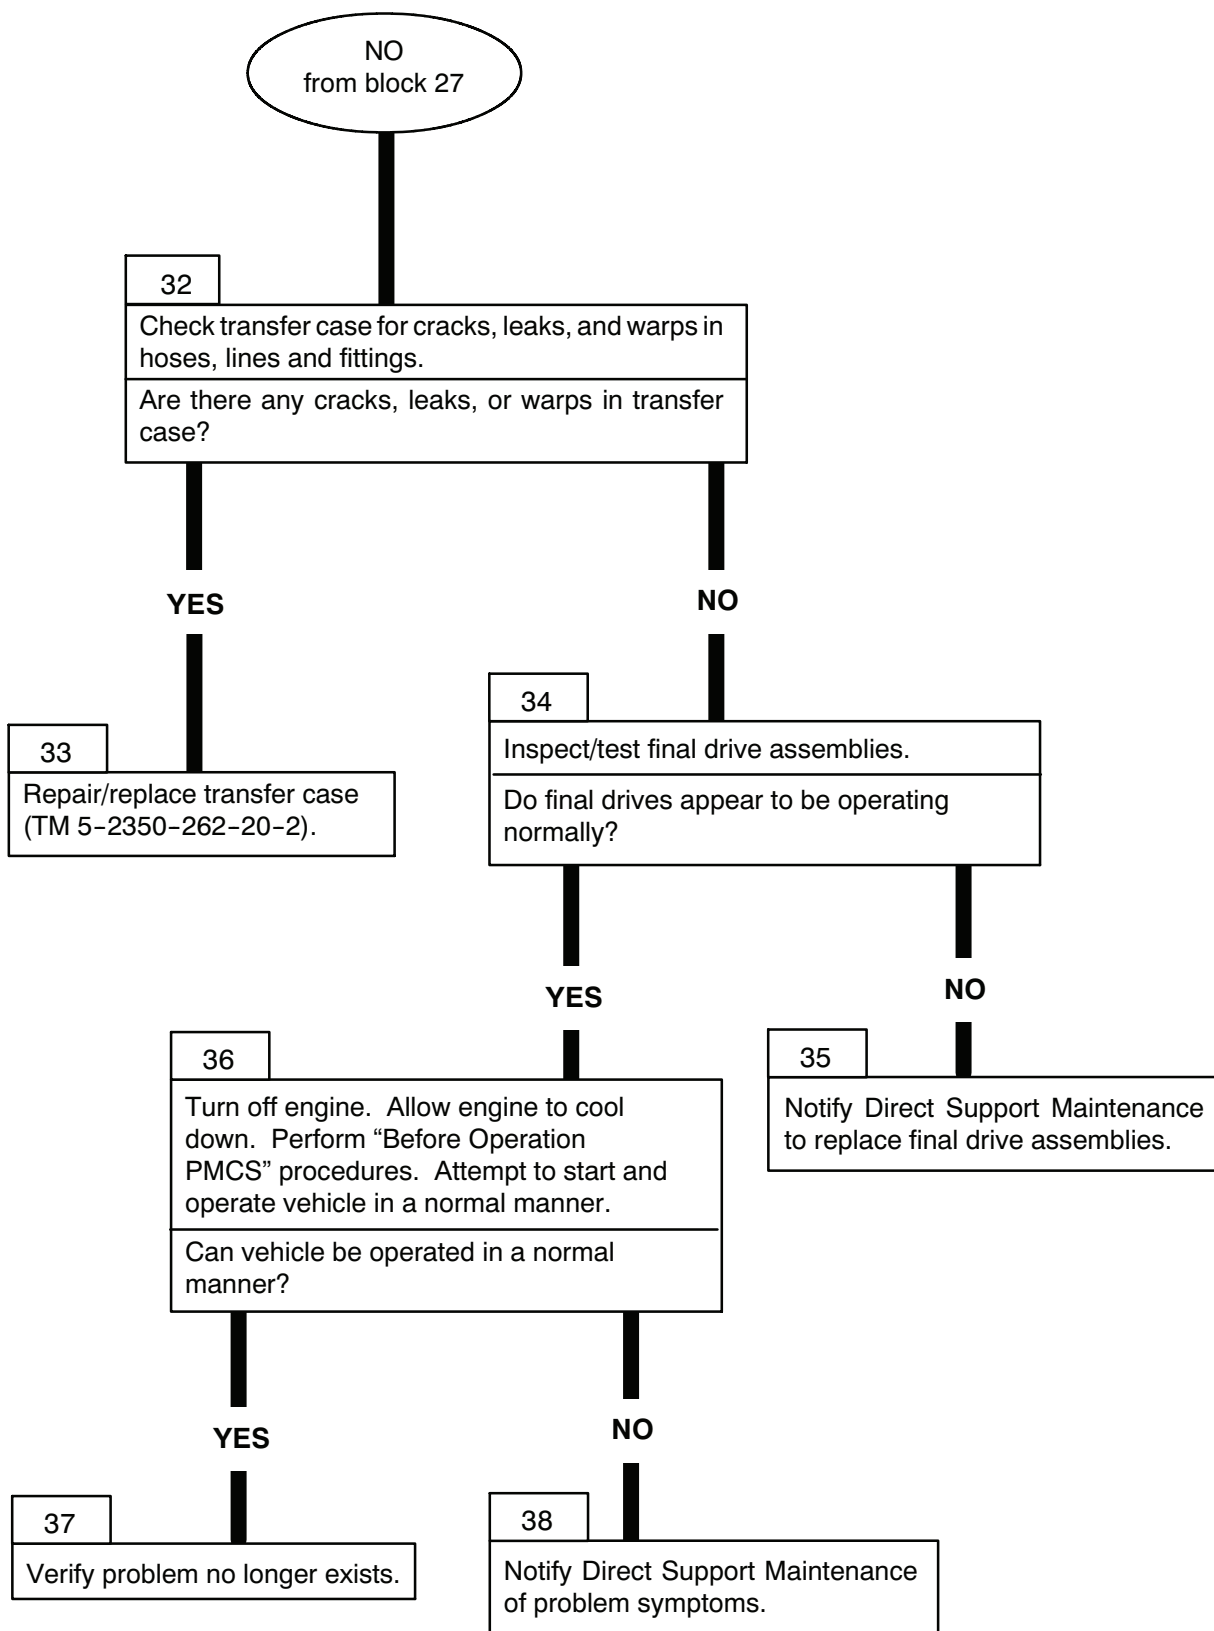 NO
from block 27
32
Check transfer case for cracks, leaks, and warps in
hoses, lines and fittings.
Are there any cracks, leaks, or warps in transfer
case?
YES
NO
33
Repair/replace transfer case
(TM 5-2350-262-20-2).
34
Inspect/test final drive assemblies.
Do final drives appear to be operating
normally?
YES
NO
36
Turn off engine. Allow engine to cool
down. Perform “Before Operation
PMCS” procedures. Attempt to start and
operate vehicle in a normal manner.
Can vehicle be operated in a normal
manner?
35
Notify Direct Support Maintenance
to replace final drive assemblies.
YES
NO
37
Verify problem no longer exists.
38
Notify Direct Support Maintenance
of problem symptoms.